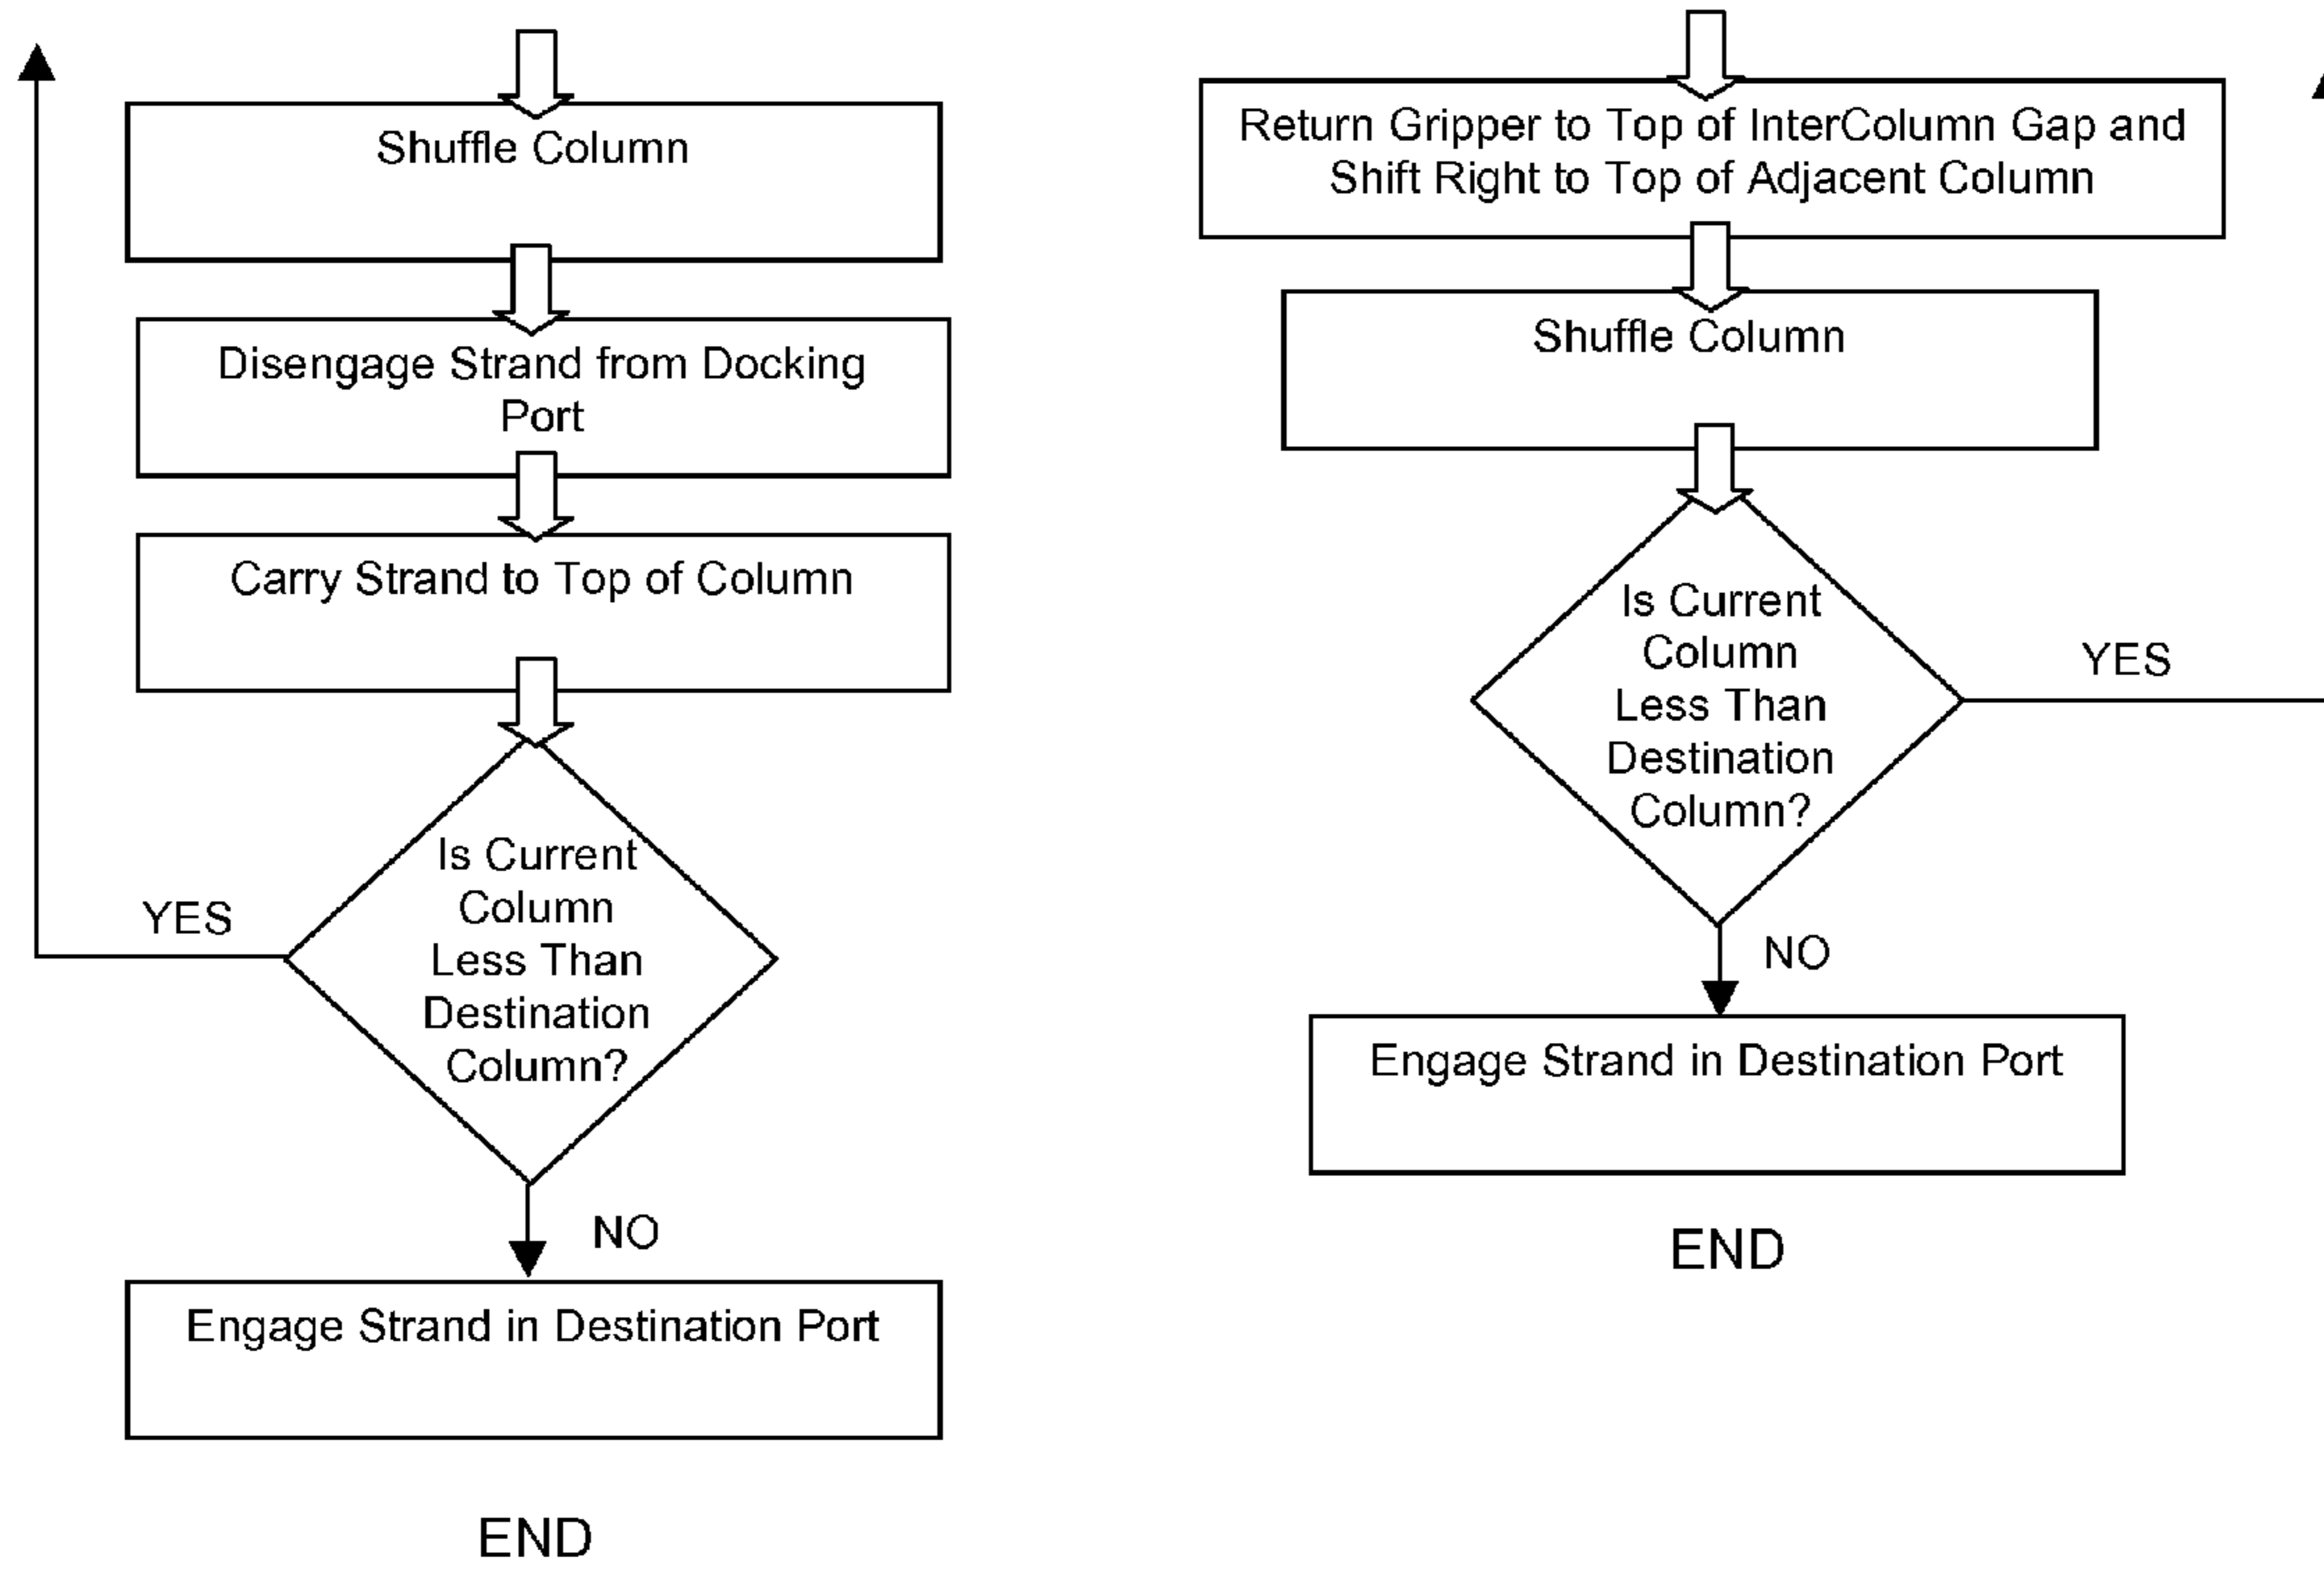 Shuffle Column
Disengage Strand from Docking
Port
Carry Strand to Top of Column
Is Current
Column
Less Than
Destination
Column?
YES
NO
Engage Strand in Destination Port
END
Return Gripper to Top of InterColumn Gap and
Shift Right to Top of Adjacent Column
Shuffle Column
Is Current
Column
Less Than
Destination
Column?
YES
NO
Engage Strand in Destination Port
END